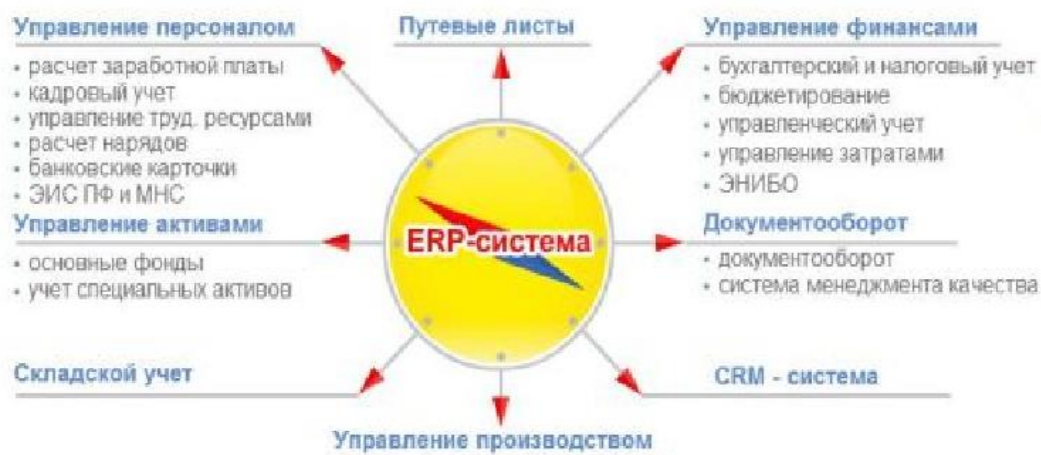 Управление персоналом
• расчет заработной платы
• кадровый учет
• управление труд. ресурсами
• расчет нарядов
• банковские карточки
• ЭИС ПФ и МНС
Управление активами
• основные фонды
• учет специальных активов
Складской учет
Путевые листы
ERP-система
Управление производством
Управление финансами
• бухгалтерский и налоговый учет
• бюджетирование
• управленческий учет
• управление затратами
• ЭНИБО
Документооборот
• документооборот
• система менеджмента качества
CRM - система